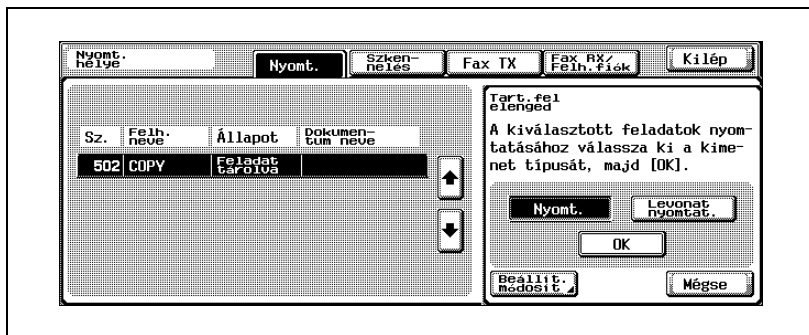 Nyomt.
helye
Nyomt.
Szken-
nelés
Fax TX
Fax RX/
Felh.fiók
Kilép
Sz.
Felh.
neve
Állapot
Dokumen-
tum neve
502
COPY
Feladat
tárolva
Tart.fel
elenged
A kiválasztott feladatok nyom-
tatásához válassza ki a kime-
net típusát, majd [OK].
Nyomt.
Levonat
nyomtat.
OK
Beállít.
módosít
Mégse